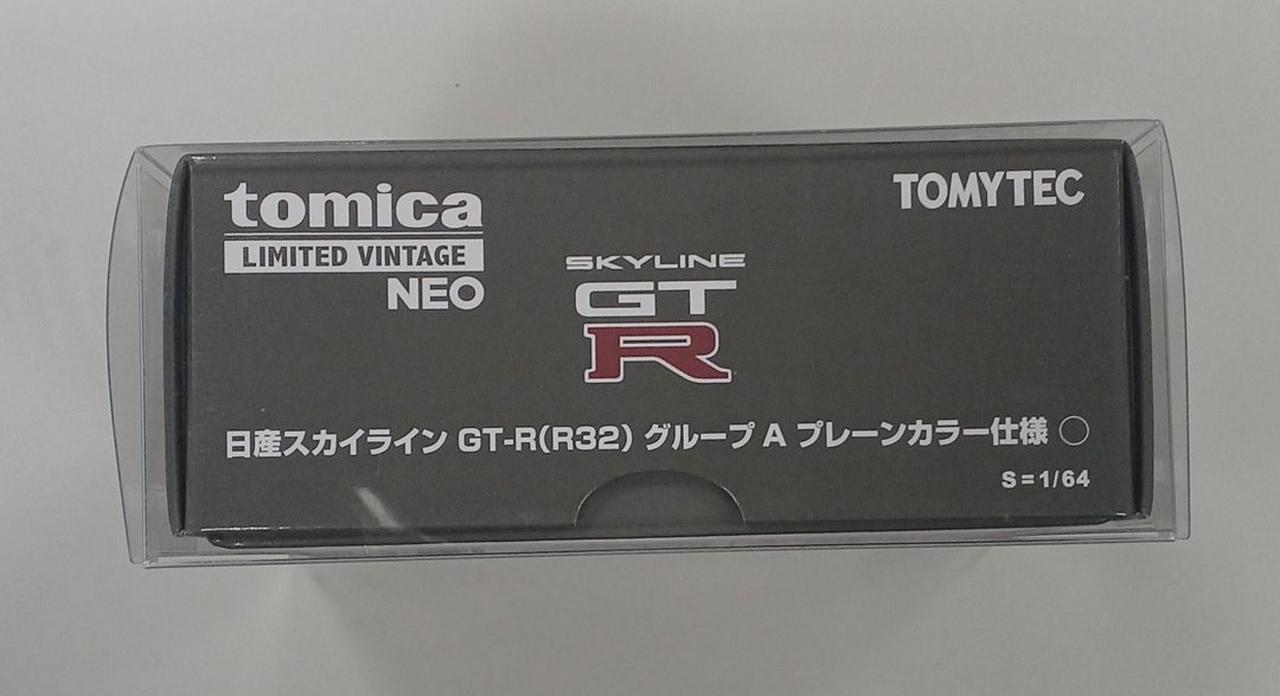 tomica
LIMITED VINTAGE
NEO
TOMYTEC
SKYLINE
GT
R
日産スカイライン GT-R(R32) グループ A プレーンカラー仕様 ○
S=1/64